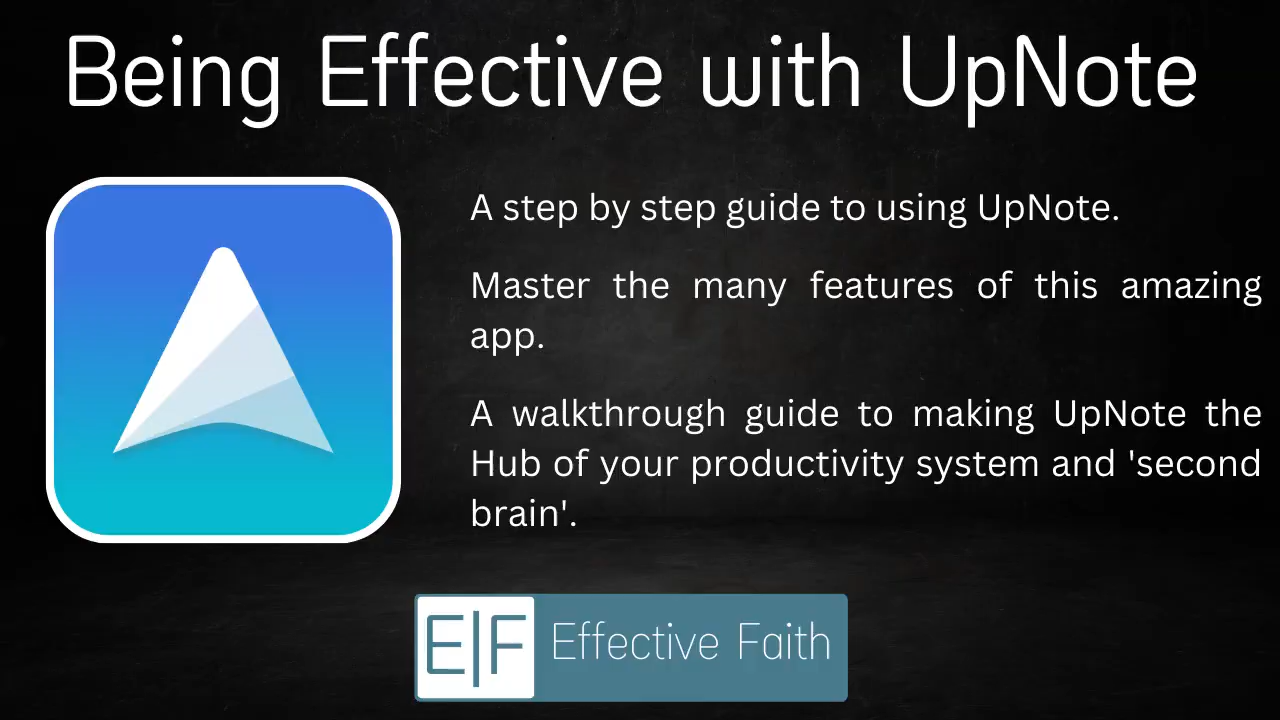 Being Effective with UpNote
A step by step guide to using UpNote.
Master the many features of this amazing
app.
A walkthrough guide to making UpNote the
Hub of your productivity system and 'second
brain'.
E|F Effective Faith